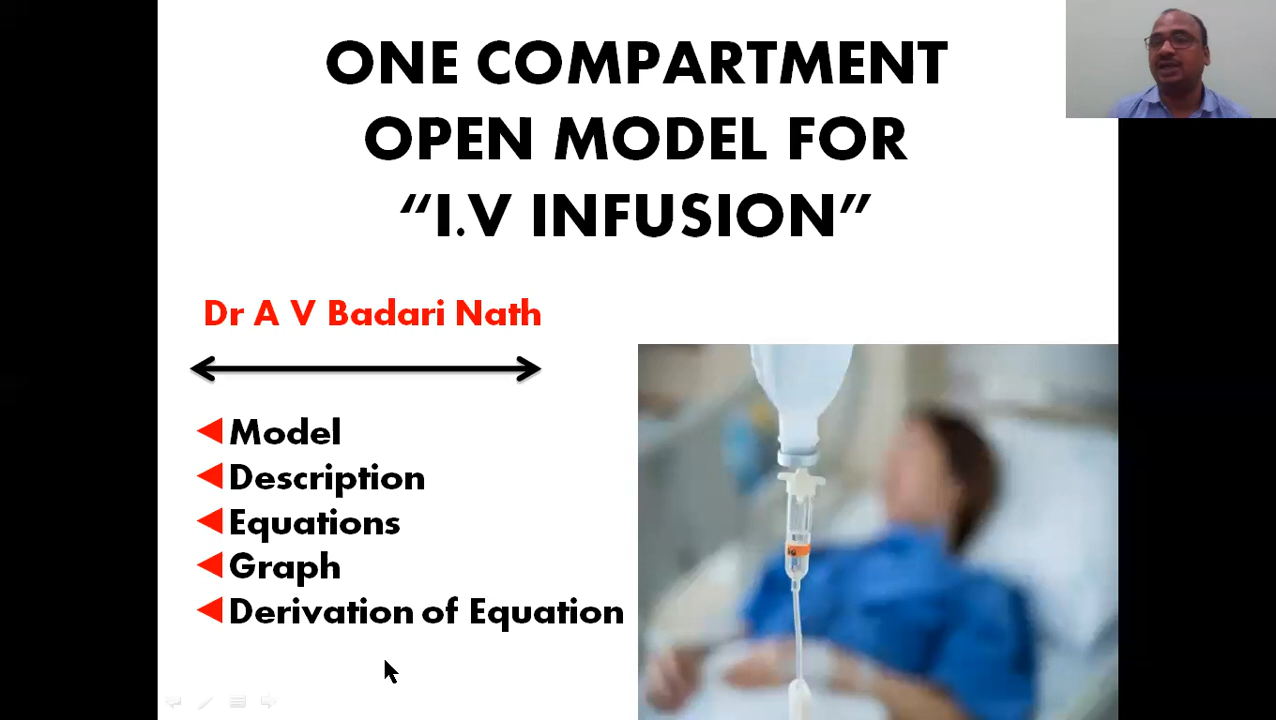 ONE COMPARTMENT
OPEN MODEL FOR
“I.V INFUSION”
Dr A V Badari Nath
Model
Description
Equations
Graph
Derivation of Equation